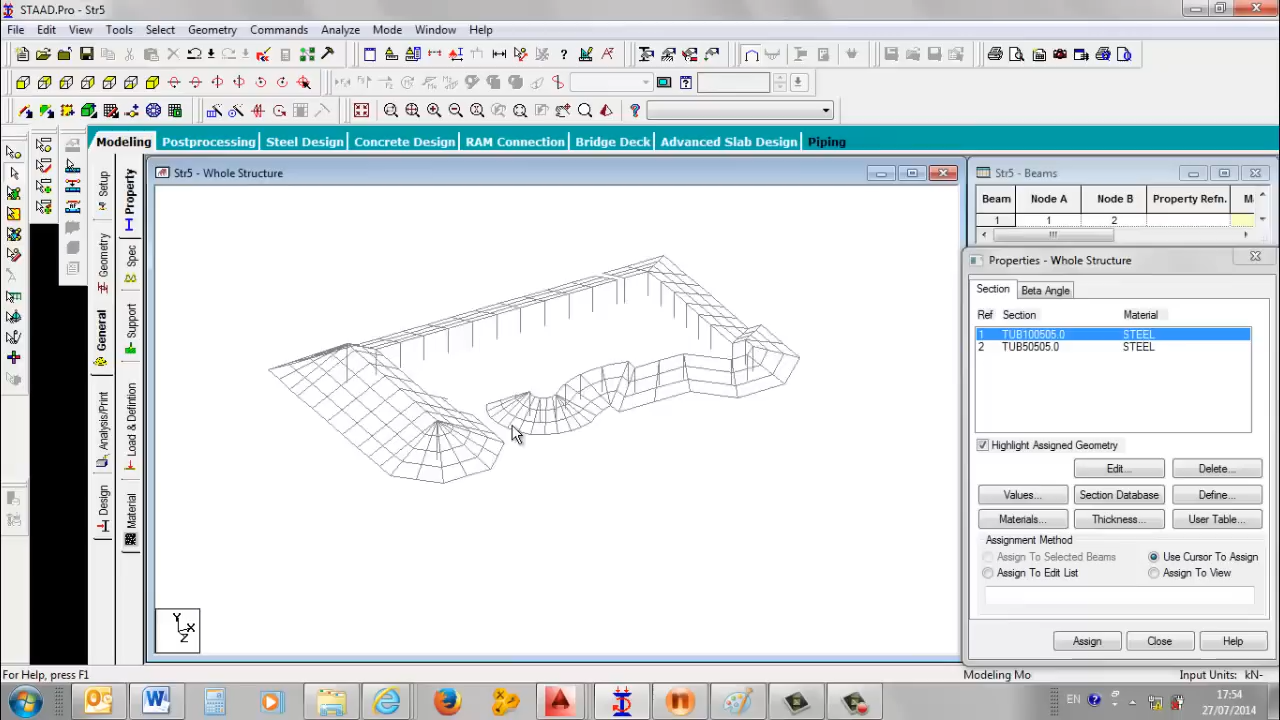 STAAD.Pro - Str5
File Edit View Tools Select Geometry Commands Analyze Mode Window Help
Modeling Postprocessing Steel Design Concrete Design RAM Connection Bridge Deck Advanced Slab Design Piping
Setup
Geometry
General
Analysis/Print
Design
Property
Spec
Support
Load & Definition
Material
Str5 - Whole Structure
Y
X
Z
Str5 - Beams
Beam Node A Node B Property Refn.
1 1 2
Properties - Whole Structure
Section Beta Angle
Ref Section Material
1 TUB100505.0 STEEL
2 TUB50505.0 STEEL
Highlight Assigned Geometry
Edit... Delete...
Values... Section Database Define...
Materials... Thickness... User Table...
Assignment Method
Assign To Selected Beams Use Cursor To Assign
Assign To Edit List Assign To View
Assign Close Help
For Help, press F1 Modeling Mo Input Units: kN-
EN 17:54
27/07/2014